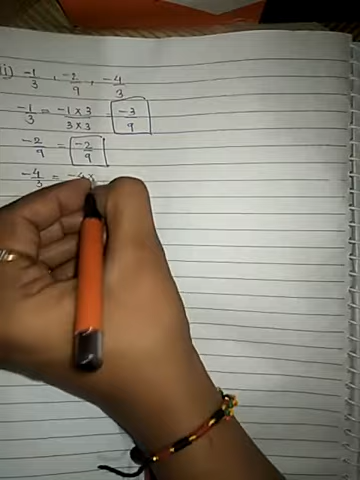 ii) -1/3 , -2/9 , -4/3
-1/3 = -1×3/3×3 = -3/9
-2/9 = -2/9
-4/3 = -4×